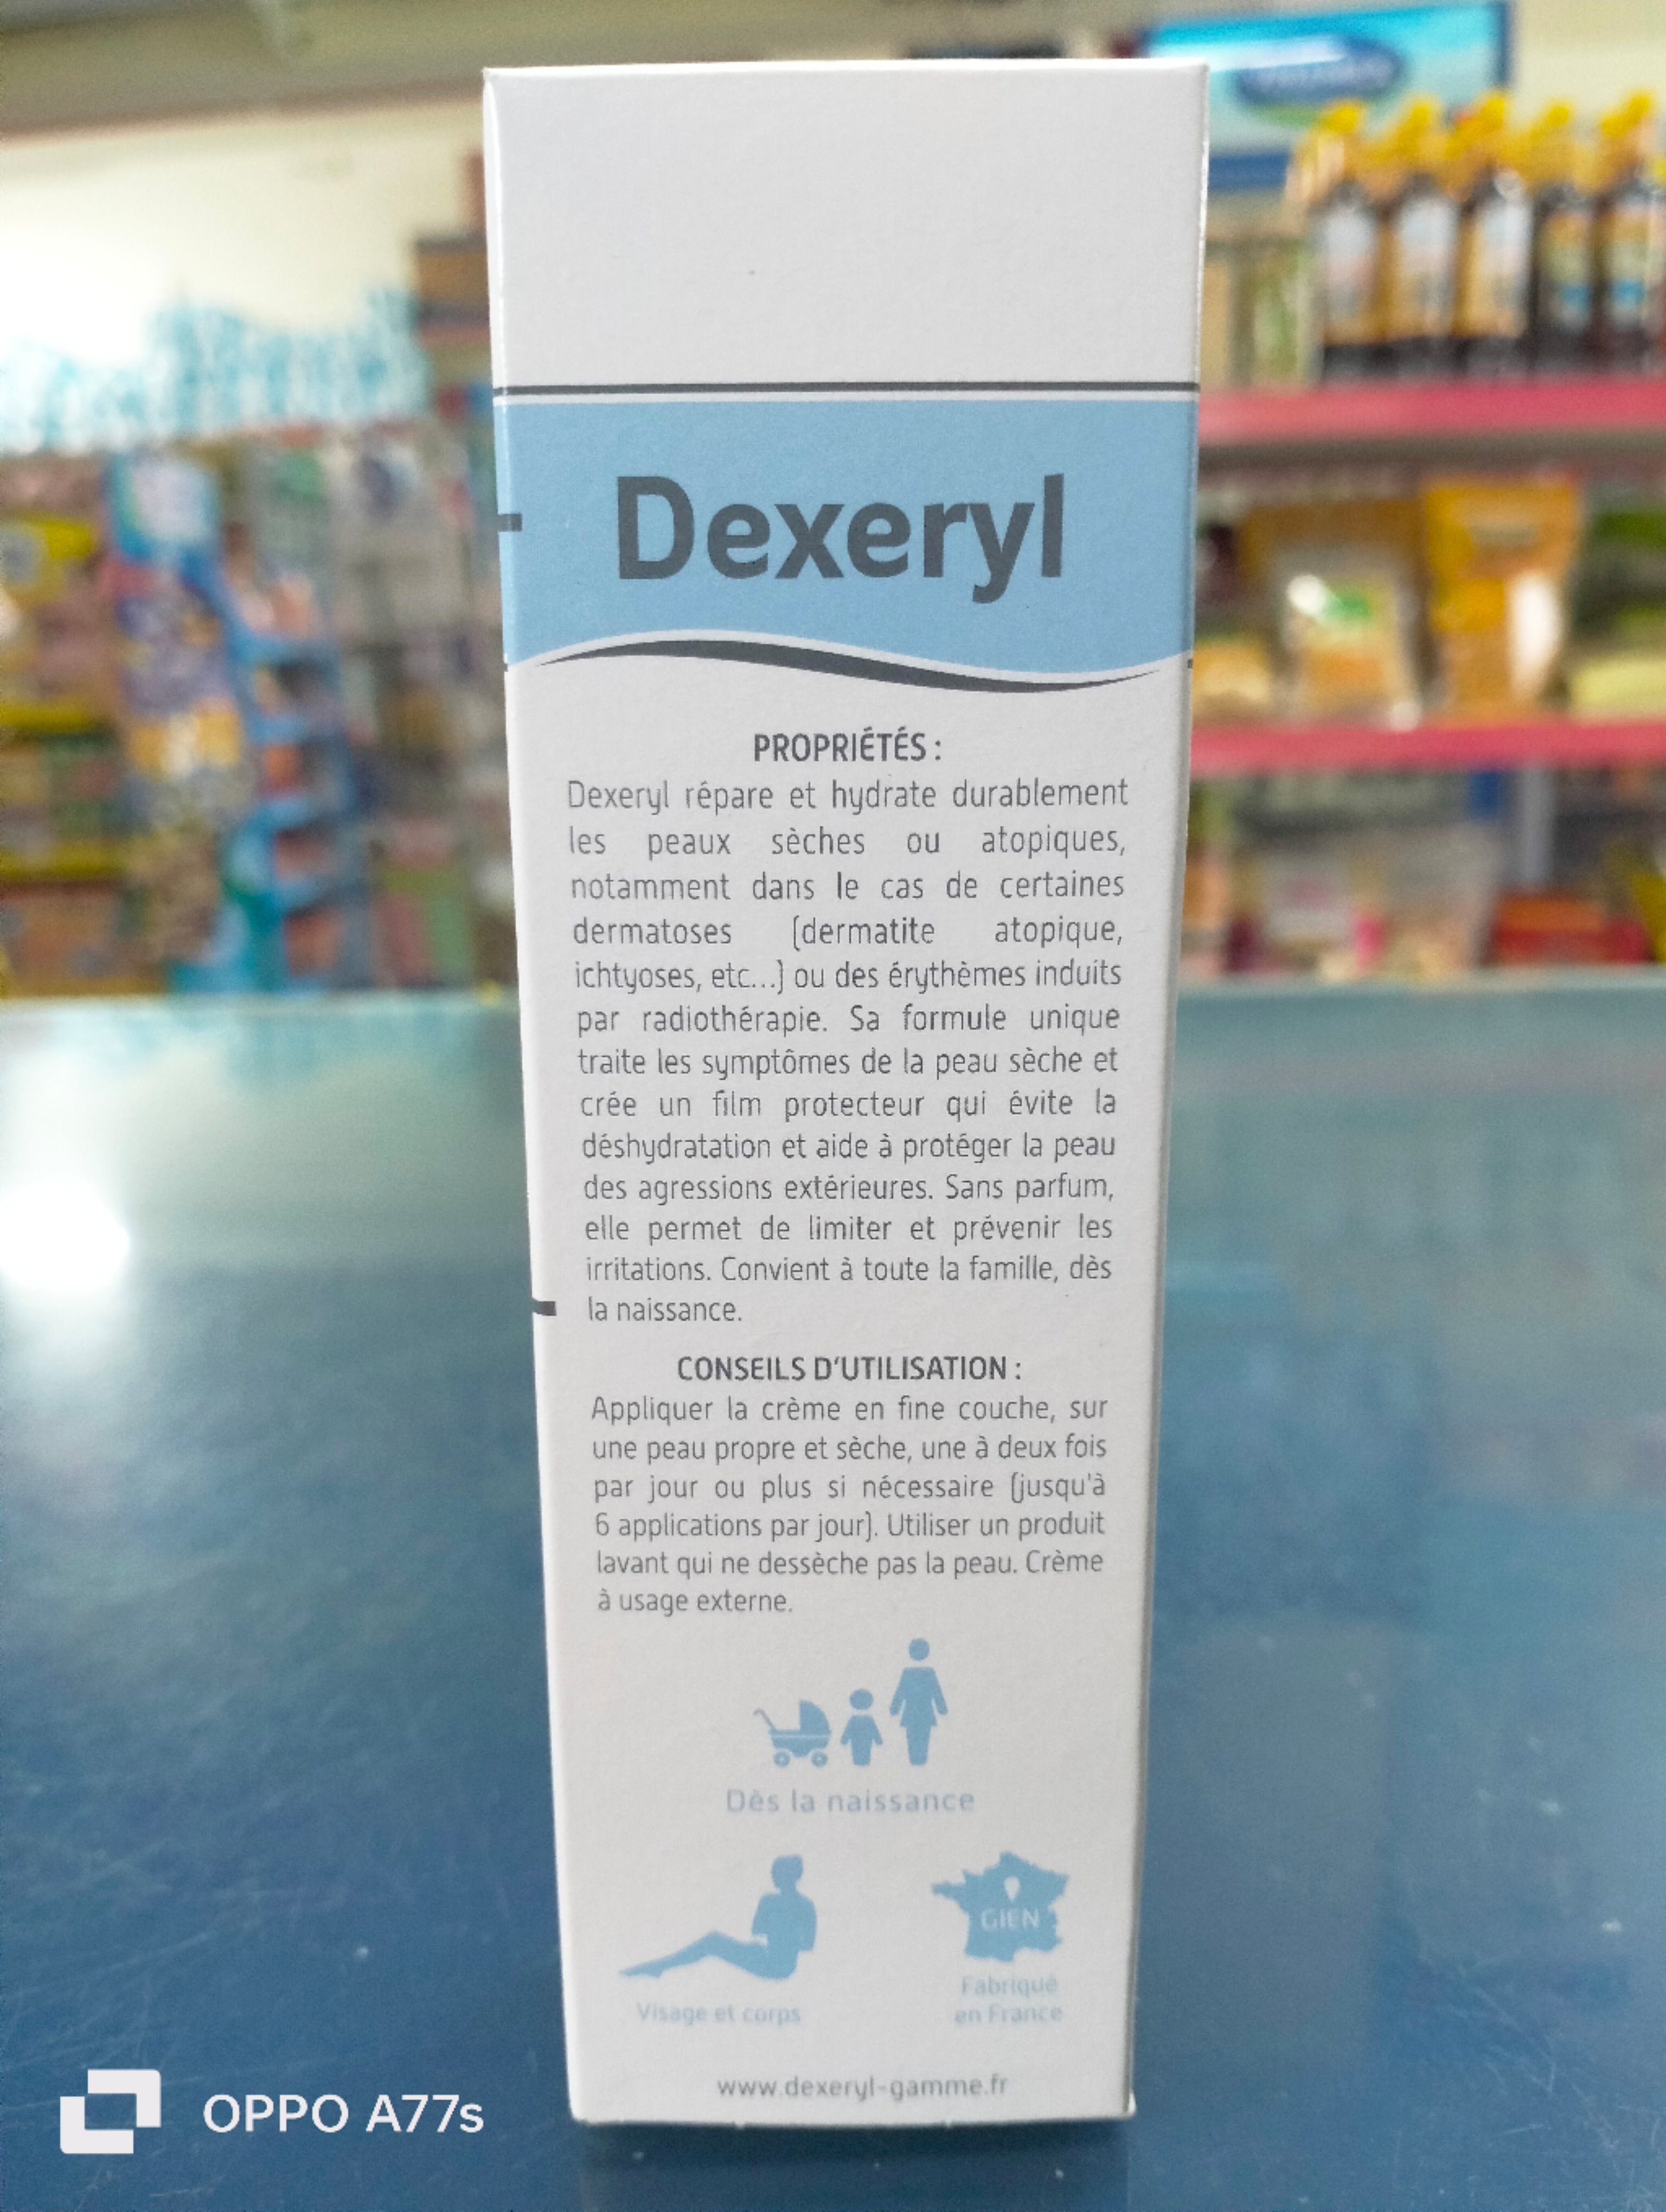 Dexeryl
PROPRIÉTÉS :
Dexeryl répare et hydrate durablement
les peaux sèches ou atopiques,
notamment dans le cas de certaines
dermatoses (dermatite atopique,
ichtyoses, etc...) ou des érythèmes induits
par radiothérapie. Sa formule unique
traite les symptômes de la peau sèche et
crée un film protecteur qui évite la
déshydratation et aide à protéger la peau
des agressions extérieures. Sans parfum,
elle permet de limiter et prévenir les
irritations. Convient à toute la famille, dès
la naissance.
CONSEILS D'UTILISATION :
Appliquer la crème en fine couche, sur
une peau propre et sèche, une à deux fois
par jour ou plus si nécessaire (jusqu'à
6 applications par jour). Utiliser un produit
lavant qui ne dessèche pas la peau. Crème
à usage externe.
Dès la naissance
GIEN
Visage et corps
Fabriqué
en France
www.dexeryl-gamme.fr
OPPO A77s